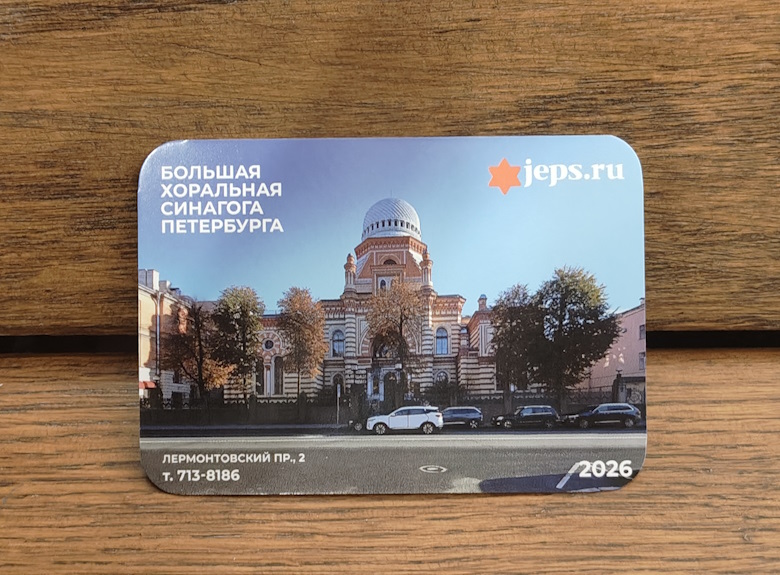 БОЛЬШАЯ
ХОРАЛЬНАЯ
СИНАГОГА
ПЕТЕРБУРГА
jeps.ru
ЛЕРМОНТОВСКИЙ ПР., 2
т. 713-8186
2026